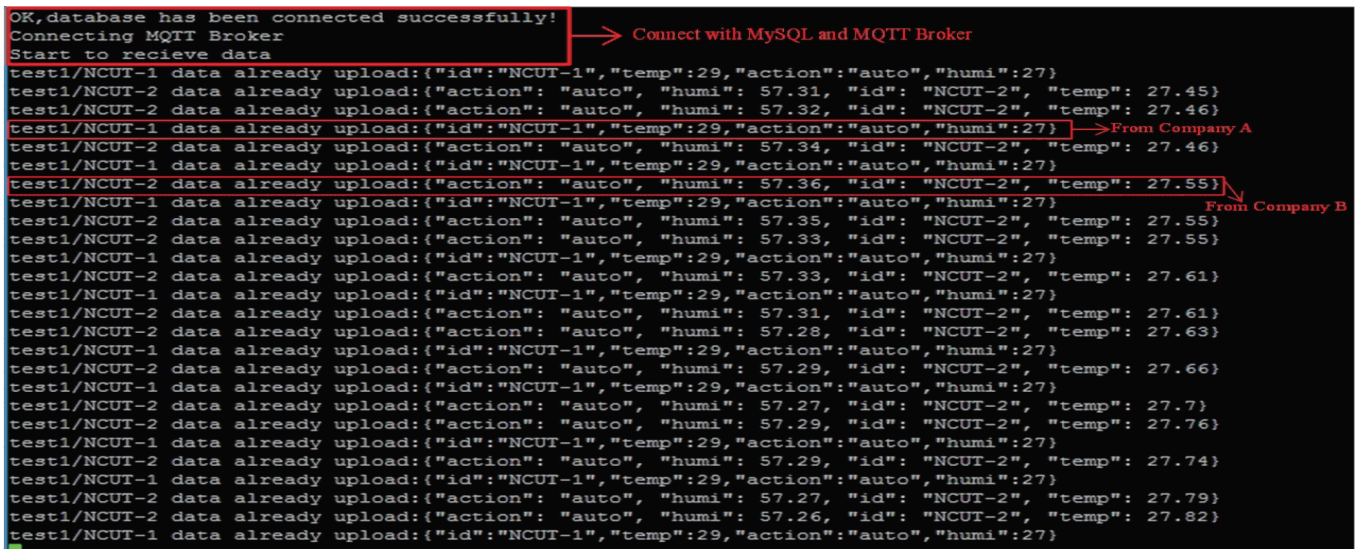 OK,database has been connected successfully!
Connecting MQTT Broker
Start to recieve data
Connect with MySQL and MQTT Broker
test1/NCUT-1 data already upload:{"id":"NCUT-1","temp":29,"action":"auto","humi":27}
test1/NCUT-2 data already upload:{"action": "auto", "humi": 57.31, "id": "NCUT-2", "temp": 27.45}
test1/NCUT-2 data already upload:{"action": "auto", "humi": 57.32, "id": "NCUT-2", "temp": 27.46}
test1/NCUT-1 data already upload:{"id":"NCUT-1","temp":29,"action":"auto","humi":27}
From Company A
test1/NCUT-2 data already upload:{"action": "auto", "humi": 57.34, "id": "NCUT-2", "temp": 27.46}
test1/NCUT-1 data already upload:{"id":"NCUT-1","temp":29,"action":"auto","humi":27}
test1/NCUT-2 data already upload:{"action": "auto", "humi": 57.36, "id": "NCUT-2", "temp": 27.55}
From Company B
test1/NCUT-1 data already upload:{"id":"NCUT-1","temp":29,"action":"auto","humi":27}
test1/NCUT-2 data already upload:{"action": "auto", "humi": 57.35, "id": "NCUT-2", "temp": 27.55}
test1/NCUT-2 data already upload:{"action": "auto", "humi": 57.33, "id": "NCUT-2", "temp": 27.55}
test1/NCUT-1 data already upload:{"id":"NCUT-1","temp":29,"action":"auto","humi":27}
test1/NCUT-2 data already upload:{"action": "auto", "humi": 57.33, "id": "NCUT-2", "temp": 27.61}
test1/NCUT-1 data already upload:{"id":"NCUT-1","temp":29,"action":"auto","humi":27}
test1/NCUT-2 data already upload:{"action": "auto", "humi": 57.31, "id": "NCUT-2", "temp": 27.61}
test1/NCUT-2 data already upload:{"action": "auto", "humi": 57.28, "id": "NCUT-2", "temp": 27.63}
test1/NCUT-1 data already upload:{"id":"NCUT-1","temp":29,"action":"auto","humi":27}
test1/NCUT-2 data already upload:{"action": "auto", "humi": 57.29, "id": "NCUT-2", "temp": 27.66}
test1/NCUT-1 data already upload:{"id":"NCUT-1","temp":29,"action":"auto","humi":27}
test1/NCUT-2 data already upload:{"action": "auto", "humi": 57.27, "id": "NCUT-2", "temp": 27.7}
test1/NCUT-2 data already upload:{"action": "auto", "humi": 57.29, "id": "NCUT-2", "temp": 27.76}
test1/NCUT-1 data already upload:{"id":"NCUT-1","temp":29,"action":"auto","humi":27}
test1/NCUT-2 data already upload:{"action": "auto", "humi": 57.29, "id": "NCUT-2", "temp": 27.74}
test1/NCUT-1 data already upload:{"id":"NCUT-1","temp":29,"action":"auto","humi":27}
test1/NCUT-2 data already upload:{"action": "auto", "humi": 57.27, "id": "NCUT-2", "temp": 27.79}
test1/NCUT-2 data already upload:{"action": "auto", "humi": 57.26, "id": "NCUT-2", "temp": 27.82}
test1/NCUT-1 data already upload:{"id":"NCUT-1","temp":29,"action":"auto","humi":27}